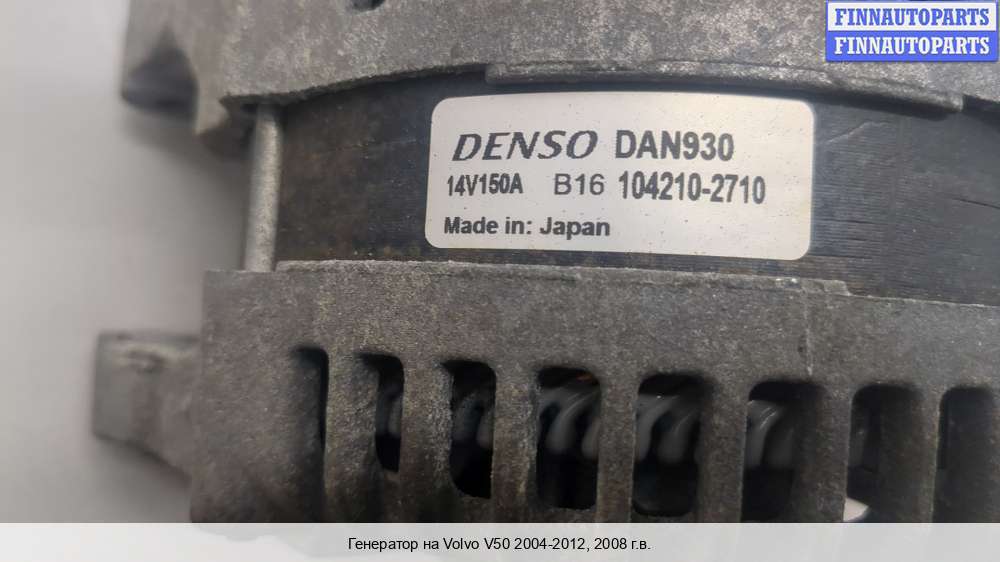 FINNAUTOPARTS
FINNAUTOPARTS
DENSO DAN930
14V150A B16 104210-2710
Made in: Japan
Генератор на Volvo V50 2004-2012, 2008 г.в.